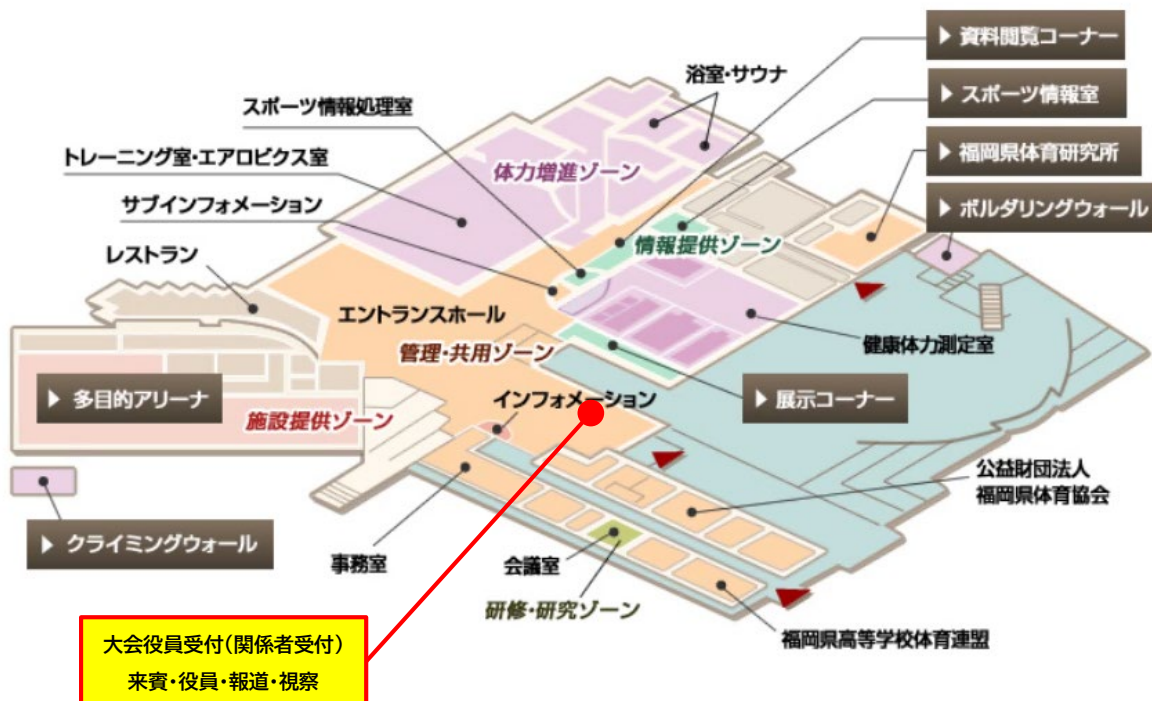 ▶ 資料閲覧コーナー
浴室・サウナ
▶ スポーツ情報室
スポーツ情報処理室
▶ 福岡県体育研究所
トレーニング室・エアロビクス室
体力増進ゾーン
サブインフォメーション
▶ ボルダリングウォール
情報提供ゾーン
レストラン
エントランスホール
健康体力測定室
管理・共用ゾーン
▶ 多目的アリーナ
インフォメーション
▶ 展示コーナー
施設提供ゾーン
公益財団法人
福岡県体育協会
▶ クライミングウォール
事務室
会議室
研修・研究ゾーン
福岡県高等学校体育連盟
大会役員受付(関係者受付)
来賓・役員・報道・視察